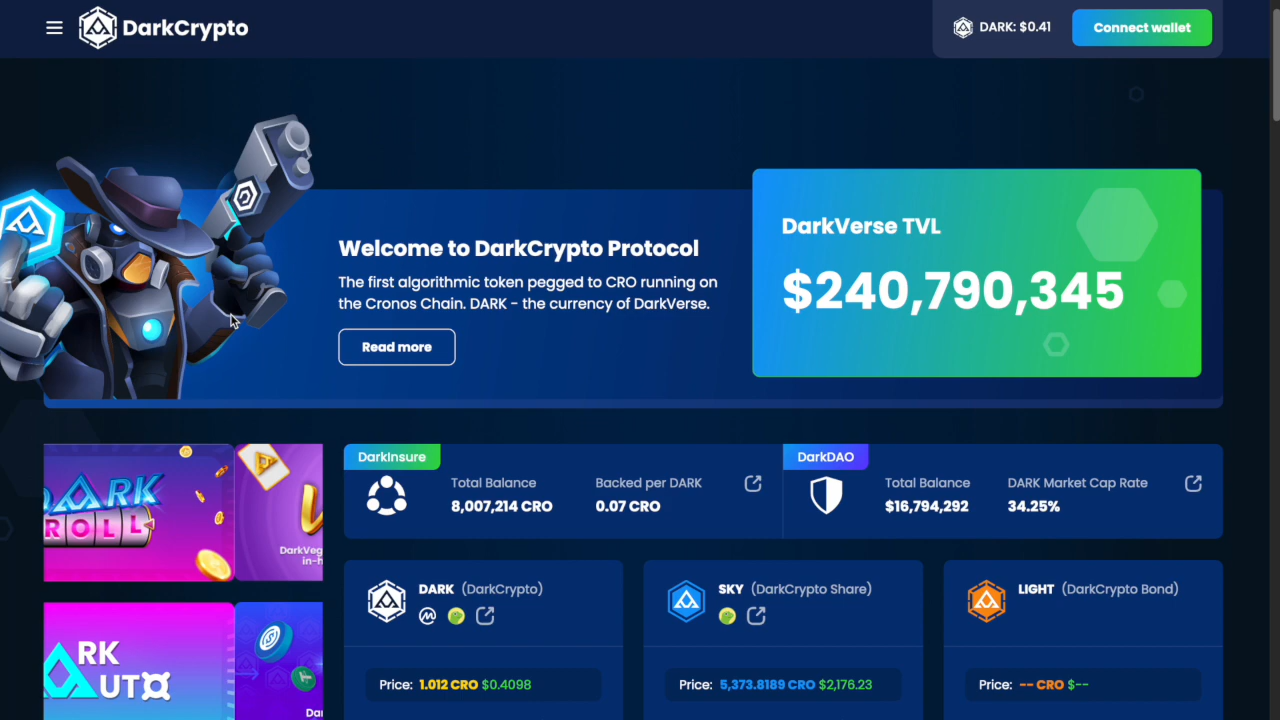 DarkCrypto
DARK: $0.41
Connect wallet
Welcome to DarkCrypto Protocol
The first algorithmic token pegged to CRO running on
the Cronos Chain. DARK - the currency of DarkVerse.
Read more
DarkVerse TVL
$240,790,345
DARK
ROLL
DarkInsure
Total Balance
8,007,214 CRO
Backed per DARK
0.07 CRO
DarkDAO
Total Balance
$16,794,292
DARK Market Cap Rate
34.25%
DARK (DarkCrypto)
Price: 1.012 CRO $0.4098
SKY (DarkCrypto Share)
Price: 5,373.8189 CRO $2,176.23
LIGHT (DarkCrypto Bond)
Price: -- CRO $--
RK
UT